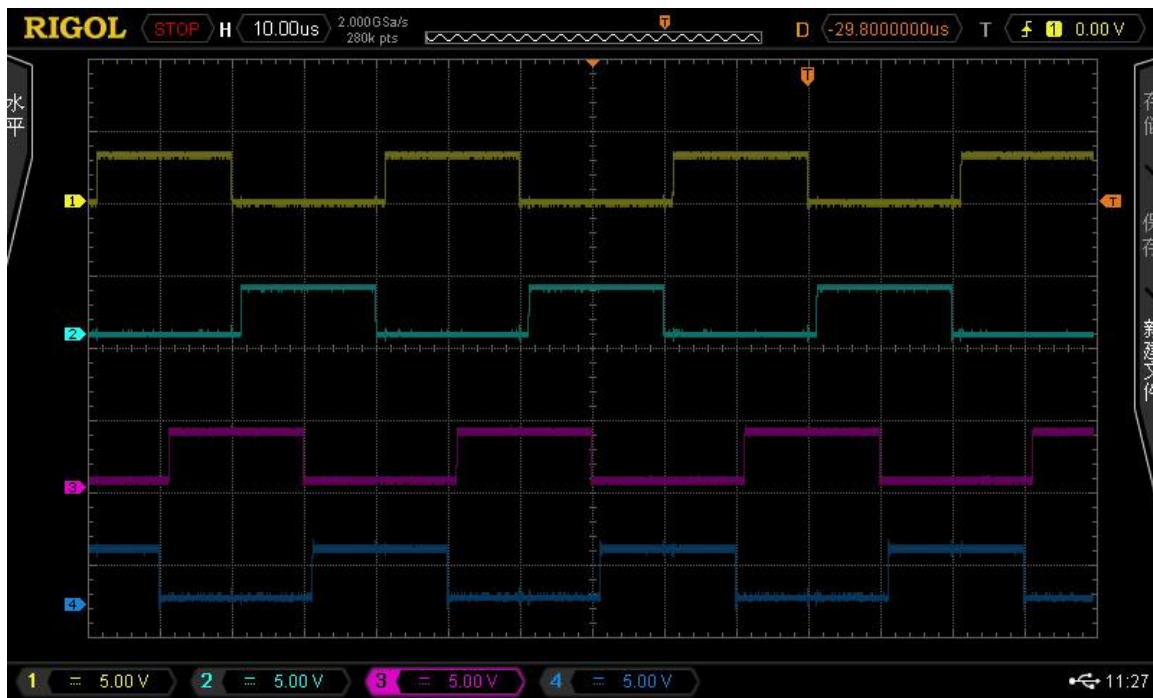 RIGOL STOP H 10.00us 2.000GSa/s D -29.8000000us T 1 0.00 V
280k pts
T
T
水平
存储
保存
新建文件
1
T
2
3
4
1 = 5.00 V 2 = 5.00 V 3 = 5.00 V 4 = 5.00 V 11:27